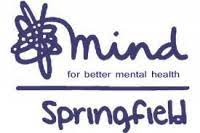 mind
for better mental health
Springfield